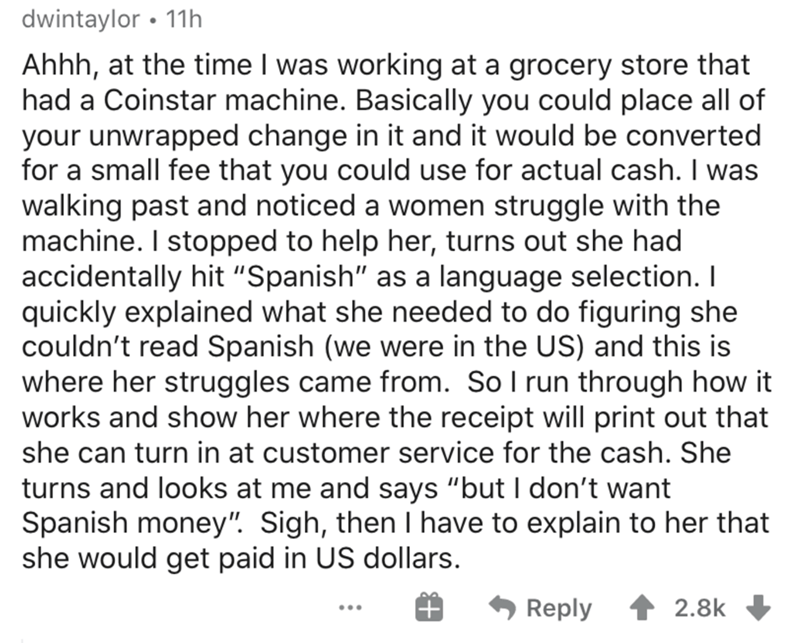 dwintaylor • 11h
Ahhh, at the time I was working at a grocery store that
had a Coinstar machine. Basically you could place all of
your unwrapped change in it and it would be converted
for a small fee that you could use for actual cash. I was
walking past and noticed a women struggle with the
machine. I stopped to help her, turns out she had
accidentally hit “Spanish” as a language selection. I
quickly explained what she needed to do figuring she
couldn’t read Spanish (we were in the US) and this is
where her struggles came from.  So I run through how it
works and show her where the receipt will print out that
she can turn in at customer service for the cash. She
turns and looks at me and says “but I don’t want
Spanish money”.  Sigh, then I have to explain to her that
she would get paid in US dollars.
... Reply 2.8k